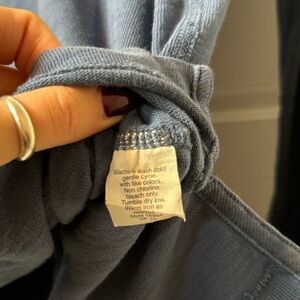 Machine wash cold
gentle cycle,
with like colors.
Non chlorine
bleach only.
Tumble dry low.
Warm iron as